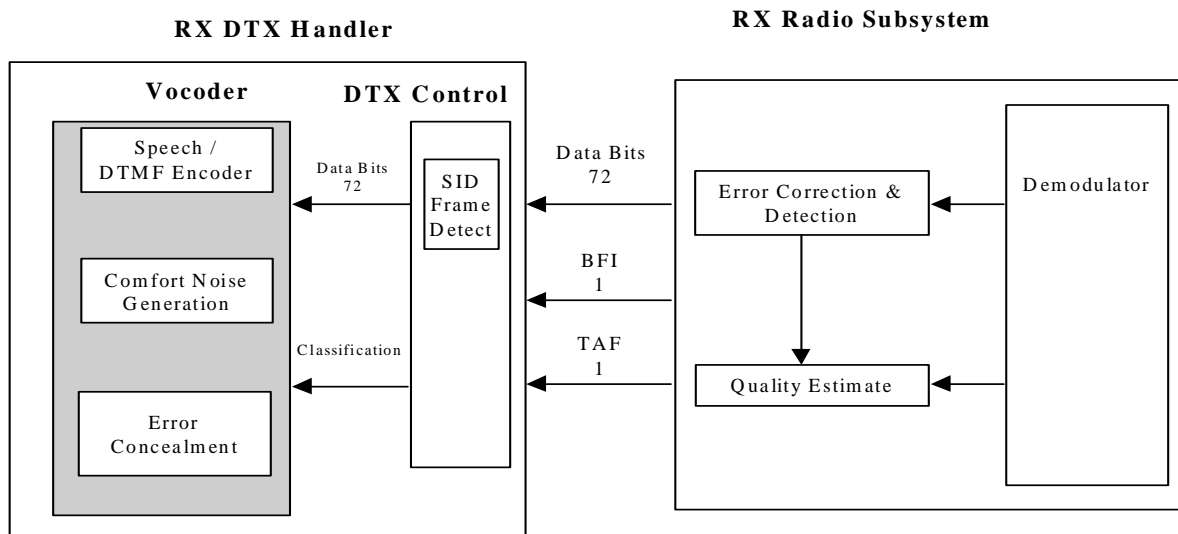 RX DTX Handler
RX Radio Subsystem
Vocoder
DTX Control
Speech /
DTMF Encoder
Data Bits
72
SID
Frame
Detect
Data Bits
72
Error Correction &
Detection
Demodulator
Comfort Noise
Generation
BFI
1
Classification
TAF
1
Quality Estimate
Error
Concealment